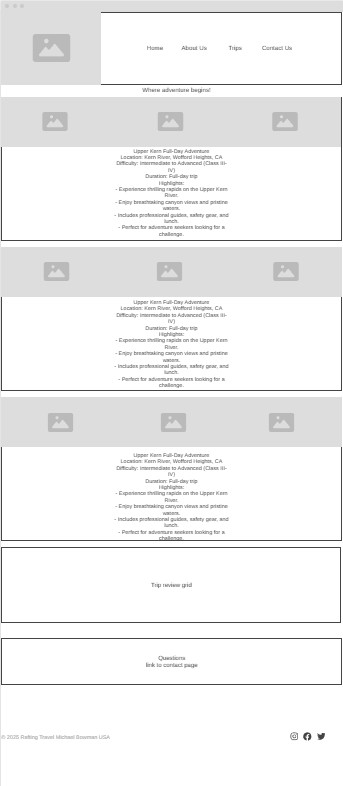 Home About Us Trips Contact Us
Where adventure begins!
Upper Kern Full-Day Adventure
Location: Kern River, Wofford Heights, CA
Difficulty: Intermediate to Advanced (Class III-
IV)
Duration: Full-day trip
Highlights:
- Experience thrilling rapids on the Upper Kern
River.
- Enjoy breathtaking canyon views and pristine
waters.
- Includes professional guides, safety gear, and
lunch.
- Perfect for adventure seekers looking for a
challenge.
Upper Kern Full-Day Adventure
Location: Kern River, Wofford Heights, CA
Difficulty: Intermediate to Advanced (Class III-
IV)
Duration: Full-day trip
Highlights:
- Experience thrilling rapids on the Upper Kern
River.
- Enjoy breathtaking canyon views and pristine
waters.
- Includes professional guides, safety gear, and
lunch.
- Perfect for adventure seekers looking for a
challenge.
Upper Kern Full-Day Adventure
Location: Kern River, Wofford Heights, CA
Difficulty: Intermediate to Advanced (Class III-
IV)
Duration: Full-day trip
Highlights:
- Experience thrilling rapids on the Upper Kern
River.
- Enjoy breathtaking canyon views and pristine
waters.
- Includes professional guides, safety gear, and
lunch.
- Perfect for adventure seekers looking for a
challenge.
Trip review grid
Questions
link to contact page
© 2025 Rafting Travel Michael Bowman USA